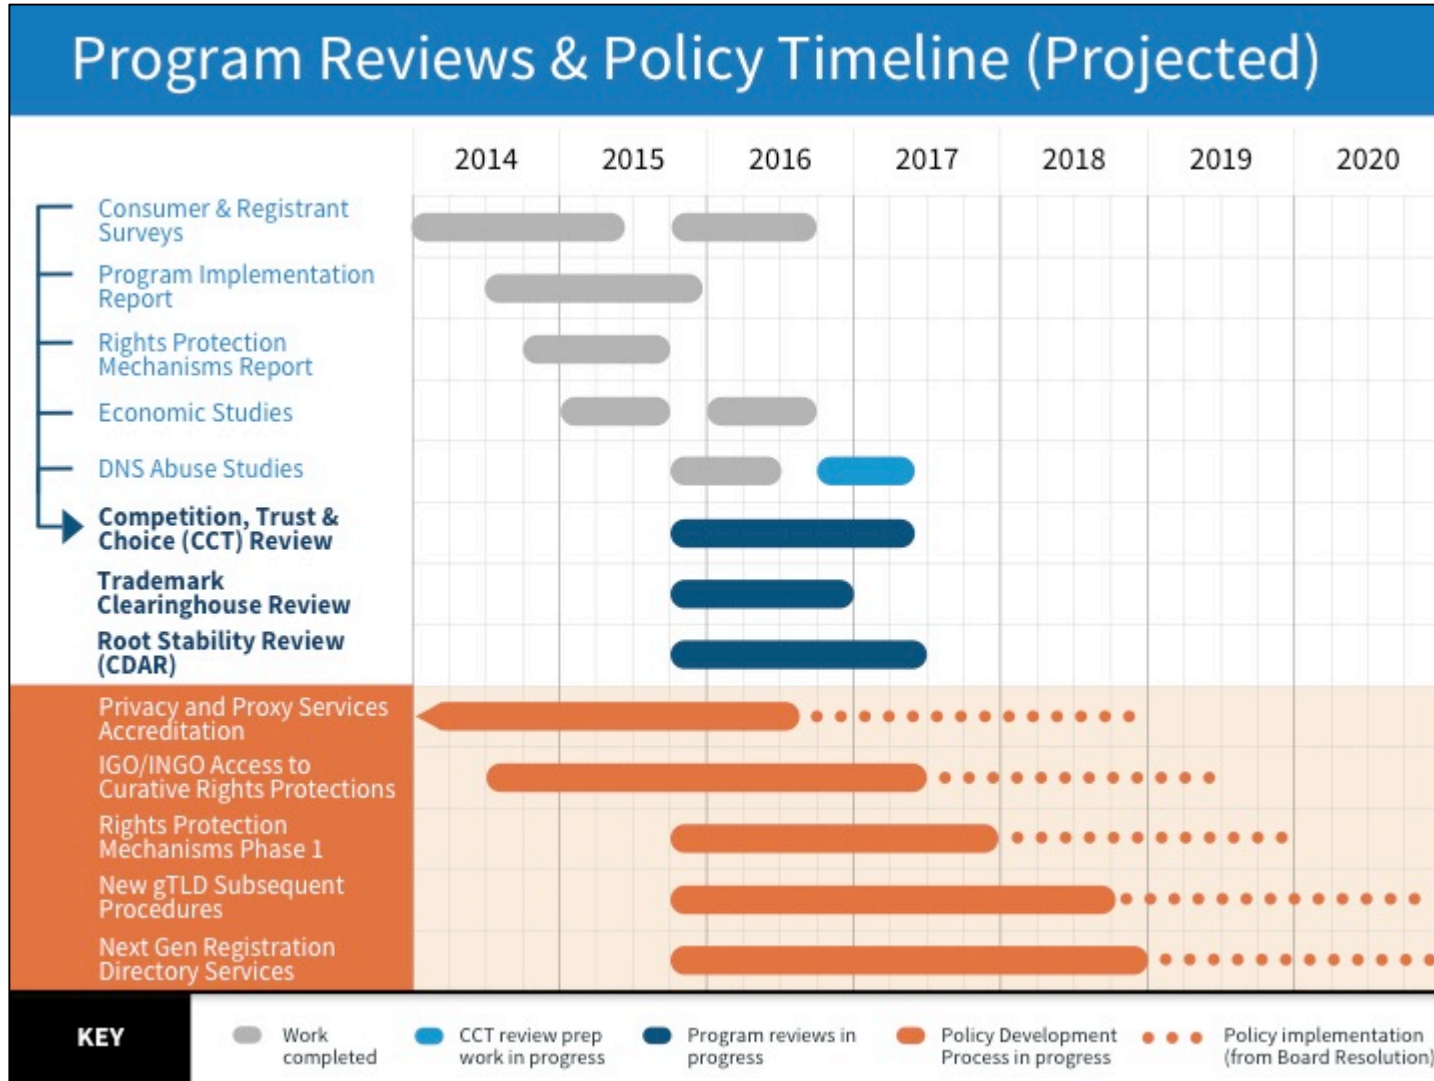 Program Reviews & Policy Timeline (Projected)
2014 2015 2016 2017 2018 2019 2020
Consumer & Registrant
Surveys
Program Implementation
Report
Rights Protection
Mechanisms Report
Economic Studies
DNS Abuse Studies
Competition, Trust &
Choice (CCT) Review
Trademark
Clearinghouse Review
Root Stability Review
(CDAR)
Privacy and Proxy Services
Accreditation
IGO/INGO Access to
Curative Rights Protections
Rights Protection
Mechanisms Phase 1
New gTLD Subsequent
Procedures
Next Gen Registration
Directory Services
KEY
Work
completed
CCT review prep
work in progress
Program reviews in
progress
Policy Development
Process in progress
Policy implementation
(from Board Resolution)